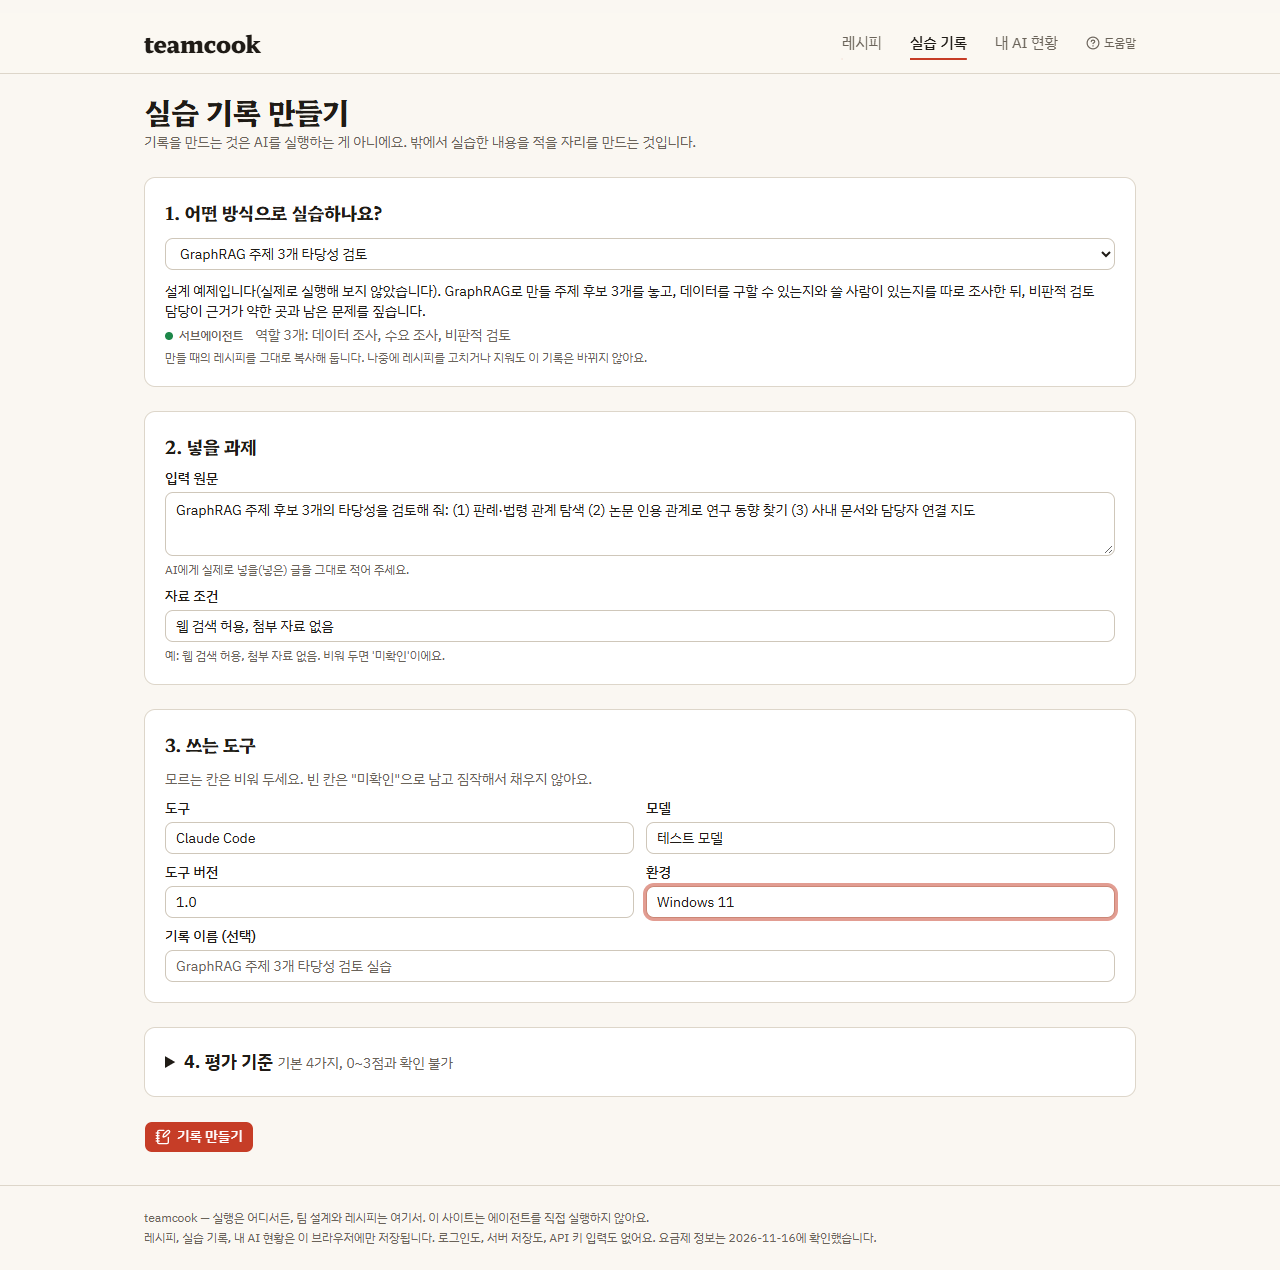 teamcook
레시피
실습 기록
내 AI 현황
도움말
실습 기록 만들기
기록을 만드는 것은 AI를 실행하는 게 아니에요. 밖에서 실습한 내용을 적을 자리를 만드는 것입니다.
1. 어떤 방식으로 실습하나요?
GraphRAG 주제 3개 타당성 검토
설계 예제입니다(실제로 실행해 보지 않았습니다). GraphRAG로 만들 주제 후보 3개를 놓고, 데이터를 구할 수 있는지와 쓸 사람이 있는지를 따로 조사한 뒤, 비판적 검토
담당이 근거가 약한 곳과 남은 문제를 짚습니다.
서브에이전트 역할 3개: 데이터 조사, 수요 조사, 비판적 검토
만들 때의 레시피를 그대로 복사해 둡니다. 나중에 레시피를 고치거나 지워도 이 기록은 바뀌지 않아요.
2. 넣을 과제
입력 원문
GraphRAG 주제 후보 3개의 타당성을 검토해 줘: (1) 판례·법령 관계 탐색 (2) 논문 인용 관계로 연구 동향 찾기 (3) 사내 문서와 담당자 연결 지도
AI에게 실제로 넣을(넣은) 글을 그대로 적어 주세요.
자료 조건
웹 검색 허용, 첨부 자료 없음
예: 웹 검색 허용, 첨부 자료 없음. 비워 두면 '미확인'이에요.
3. 쓰는 도구
모르는 칸은 비워 두세요. 빈 칸은 "미확인"으로 남고 짐작해서 채우지 않아요.
도구
모델
Claude Code
테스트 모델
도구 버전
환경
1.0
Windows 11
기록 이름 (선택)
GraphRAG 주제 3개 타당성 검토 실습
4. 평가 기준 기본 4가지, 0~3점과 확인 불가
기록 만들기
teamcook — 실행은 어디서든, 팀 설계와 레시피는 여기서. 이 사이트는 에이전트를 직접 실행하지 않아요.
레시피, 실습 기록, 내 AI 현황은 이 브라우저에만 저장됩니다. 로그인도, 서버 저장도, API 키 입력도 없어요. 요금제 정보는 2026-11-16에 확인했습니다.